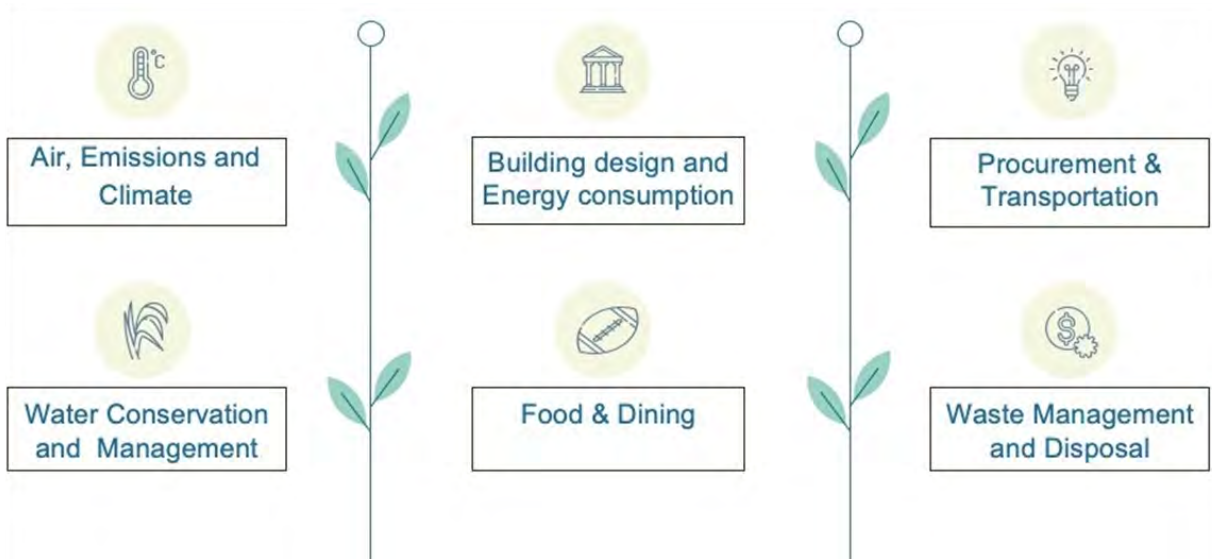 °C
Air, Emissions and
Climate
Building design and
Energy consumption
Procurement &
Transportation
$
Water Conservation
and  Management
Food & Dining
Waste Management
and Disposal